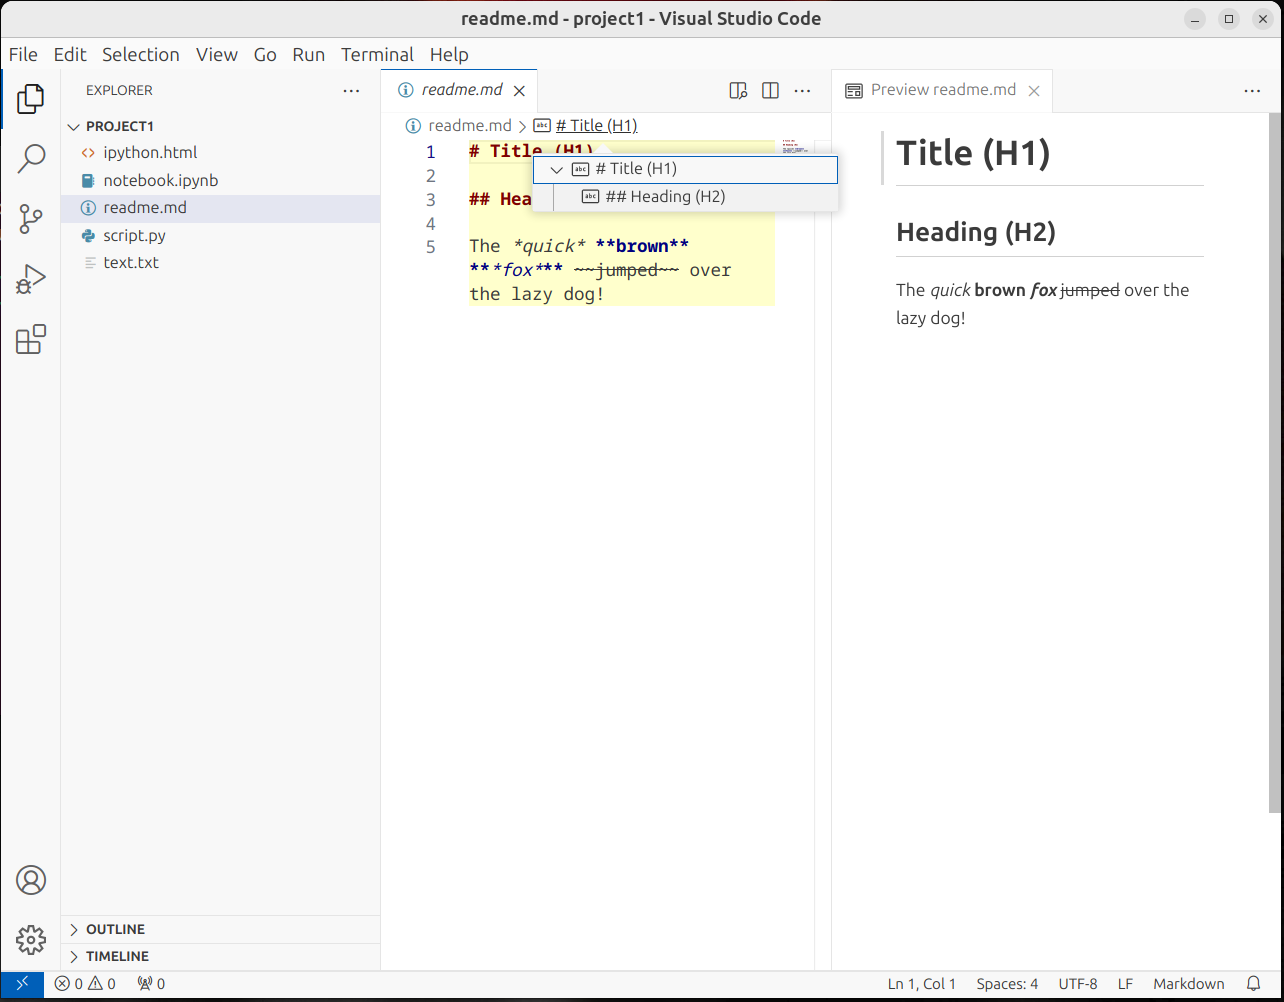 readme.md - project1 - Visual Studio Code
File Edit Selection View Go Run Terminal Help
EXPLORER
PROJECT1
ipython.html
notebook.ipynb
readme.md
script.py
text.txt
OUTLINE
TIMELINE
readme.md
readme.md # Title (H1)
1 # Title (H1)
2
3 ## Hea
4
5 The *quick* **brown**
***fox*** ~~jumped~~ over
the lazy dog!
# Title (H1)
## Heading (H2)
Preview readme.md
Title (H1)
Heading (H2)
The quick brown fox jumped over the
lazy dog!
0 0 0 Ln 1, Col 1 Spaces: 4 UTF-8 LF Markdown